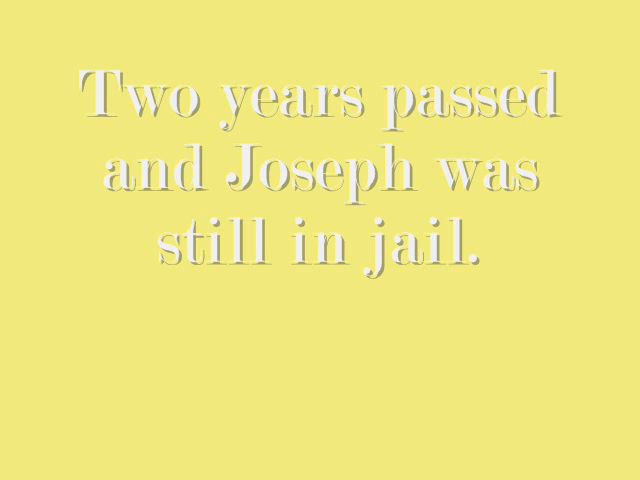 Two years passed
and Joseph was
still in jail.